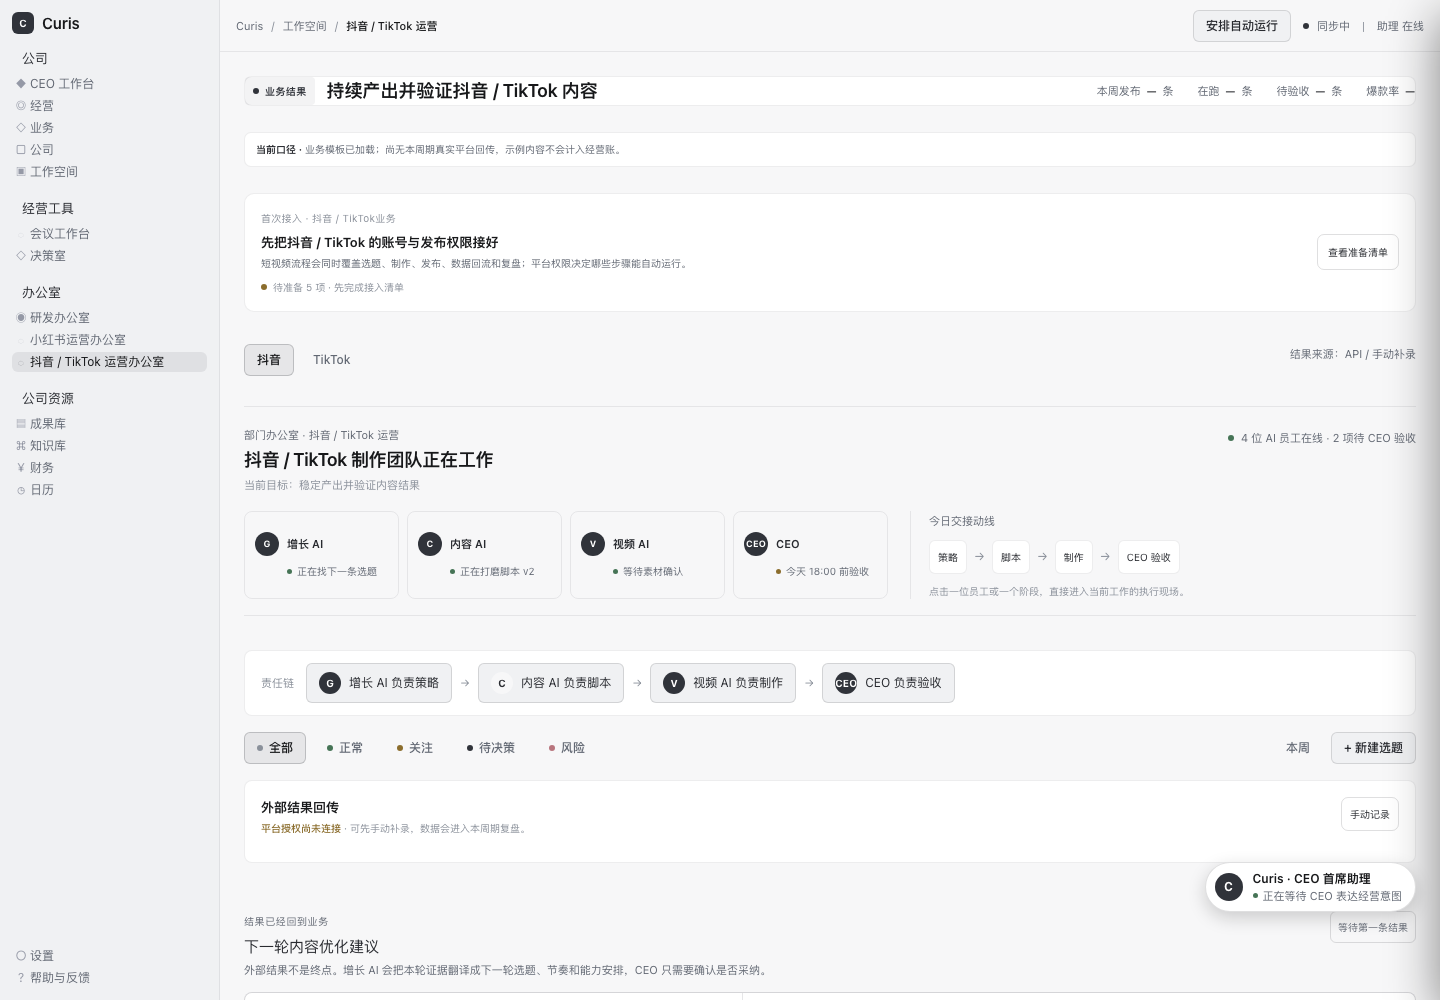 C Curis
公司
CEO 工作台
经营
业务
公司
工作空间
经营工具
会议工作台
决策室
办公室
研发办公室
小红书运营办公室
抖音 / TikTok 运营办公室
公司资源
成果库
知识库
¥ 财务
日历
设置
? 帮助与反馈
Curis / 工作空间 / 抖音 / TikTok 运营
安排自动运行
同步中 | 助理 在线
业务结果
持续产出并验证抖音 / TikTok 内容
本周发布 — 条
在跑 — 条
待验收 — 条
爆款率 —
当前口径 · 业务模板已加载；尚无本周期真实平台回传，示例内容不会计入经营账。
首次接入 · 抖音 / TikTok业务
先把抖音 / TikTok 的账号与发布权限接好
短视频流程会同时覆盖选题、制作、发布、数据回流和复盘；平台权限决定哪些步骤能自动运行。
待准备 5 项 · 先完成接入清单
查看准备清单
抖音
TikTok
结果来源：API / 手动补录
部门办公室 · 抖音 / TikTok 运营
抖音 / TikTok 制作团队正在工作
当前目标：稳定产出并验证内容结果
4 位 AI 员工在线 · 2 项待 CEO 验收
G 增长 AI
正在找下一条选题
C 内容 AI
正在打磨脚本 v2
V 视频 AI
等待素材确认
CEO CEO
今天 18:00 前验收
今日交接动线
策略 → 脚本 → 制作 → CEO 验收
点击一位员工或一个阶段，直接进入当前工作的执行现场。
责任链
G 增长 AI 负责策略 →
C 内容 AI 负责脚本 →
V 视频 AI 负责制作 →
CEO CEO 负责验收
全部
正常
关注
待决策
风险
本周
+ 新建选题
外部结果回传
平台授权尚未连接 · 可先手动补录，数据会进入本周期复盘。
手动记录
C Curis · CEO 首席助理
正在等待 CEO 表达经营意图
结果已经回到业务
等待第一条结果
下一轮内容优化建议
外部结果不是终点。增长 AI 会把本轮证据翻译成下一轮选题、节奏和能力安排，CEO 只需要确认是否采纳。